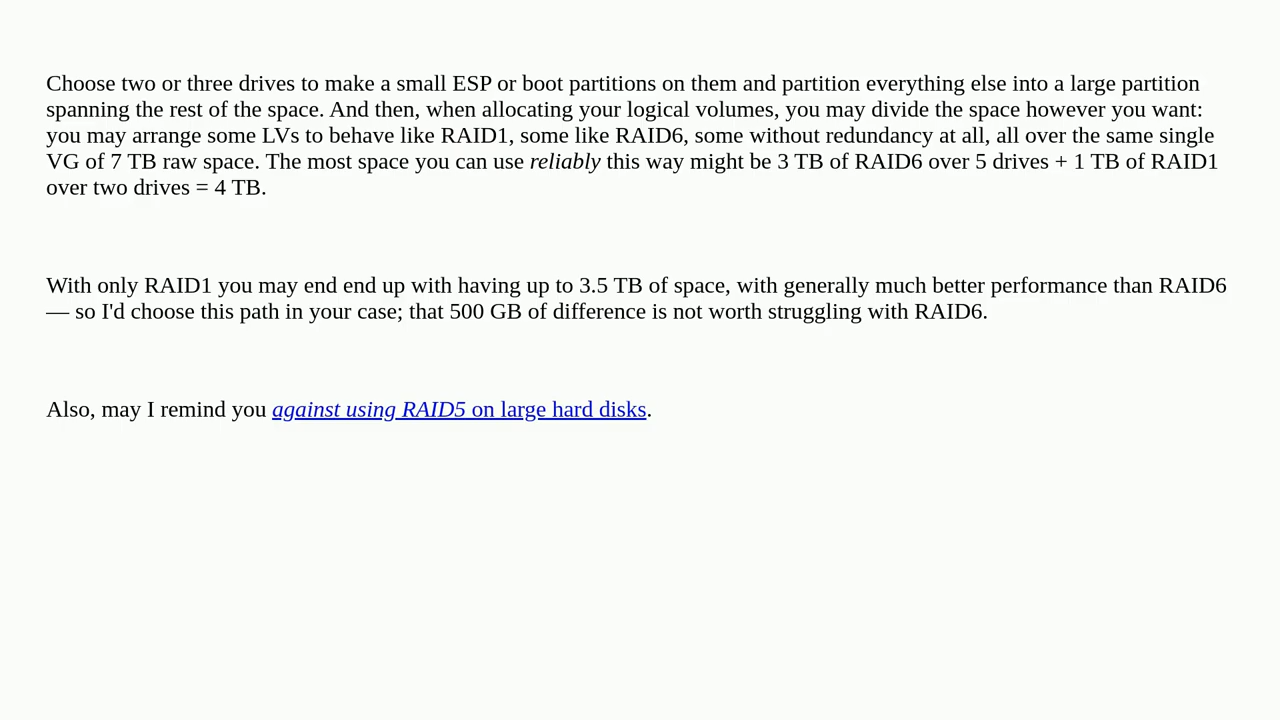 Choose two or three drives to make a small ESP or boot partitions on them and partition everything else into a large partition
spanning the rest of the space. And then, when allocating your logical volumes, you may divide the space however you want:
you may arrange some LVs to behave like RAID1, some like RAID6, some without redundancy at all, all over the same single
VG of 7 TB raw space. The most space you can use reliably this way might be 3 TB of RAID6 over 5 drives + 1 TB of RAID1
over two drives = 4 TB.
With only RAID1 you may end end up with having up to 3.5 TB of space, with generally much better performance than RAID6
— so I'd choose this path in your case; that 500 GB of difference is not worth struggling with RAID6.
Also, may I remind you against using RAID5 on large hard disks.